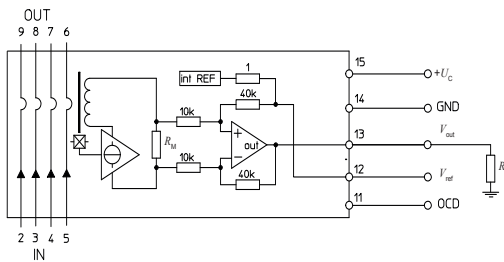 OUT
9 8 7 6
15 +U_C
int REF
1
40k
14 GND
10k
13 V_out
R_M
out
10k
12 V_ref
R
40k
11 OCD
2 3 4 5
IN